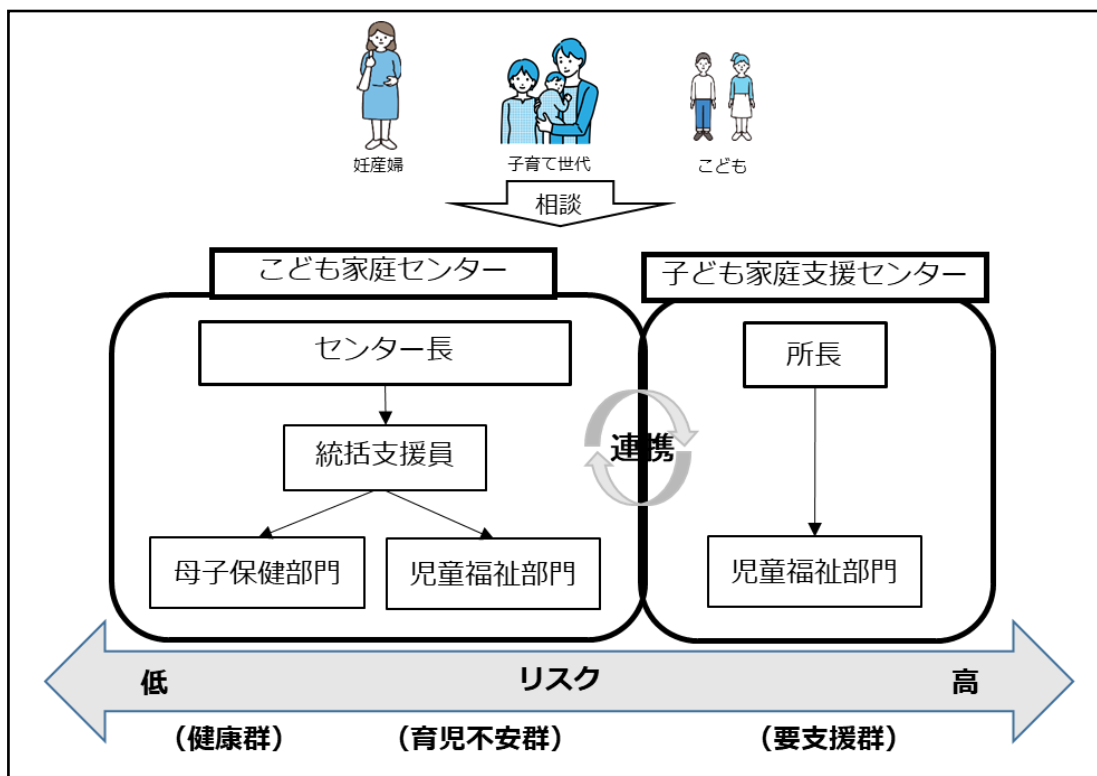 妊産婦
子育て世代
こども
相談
こども家庭センター
子ども家庭支援センター
センター長
所長
統括支援員
連携
母子保健部門
児童福祉部門
児童福祉部門
低
リスク
高
（健康群）
（育児不安群）
（要支援群）